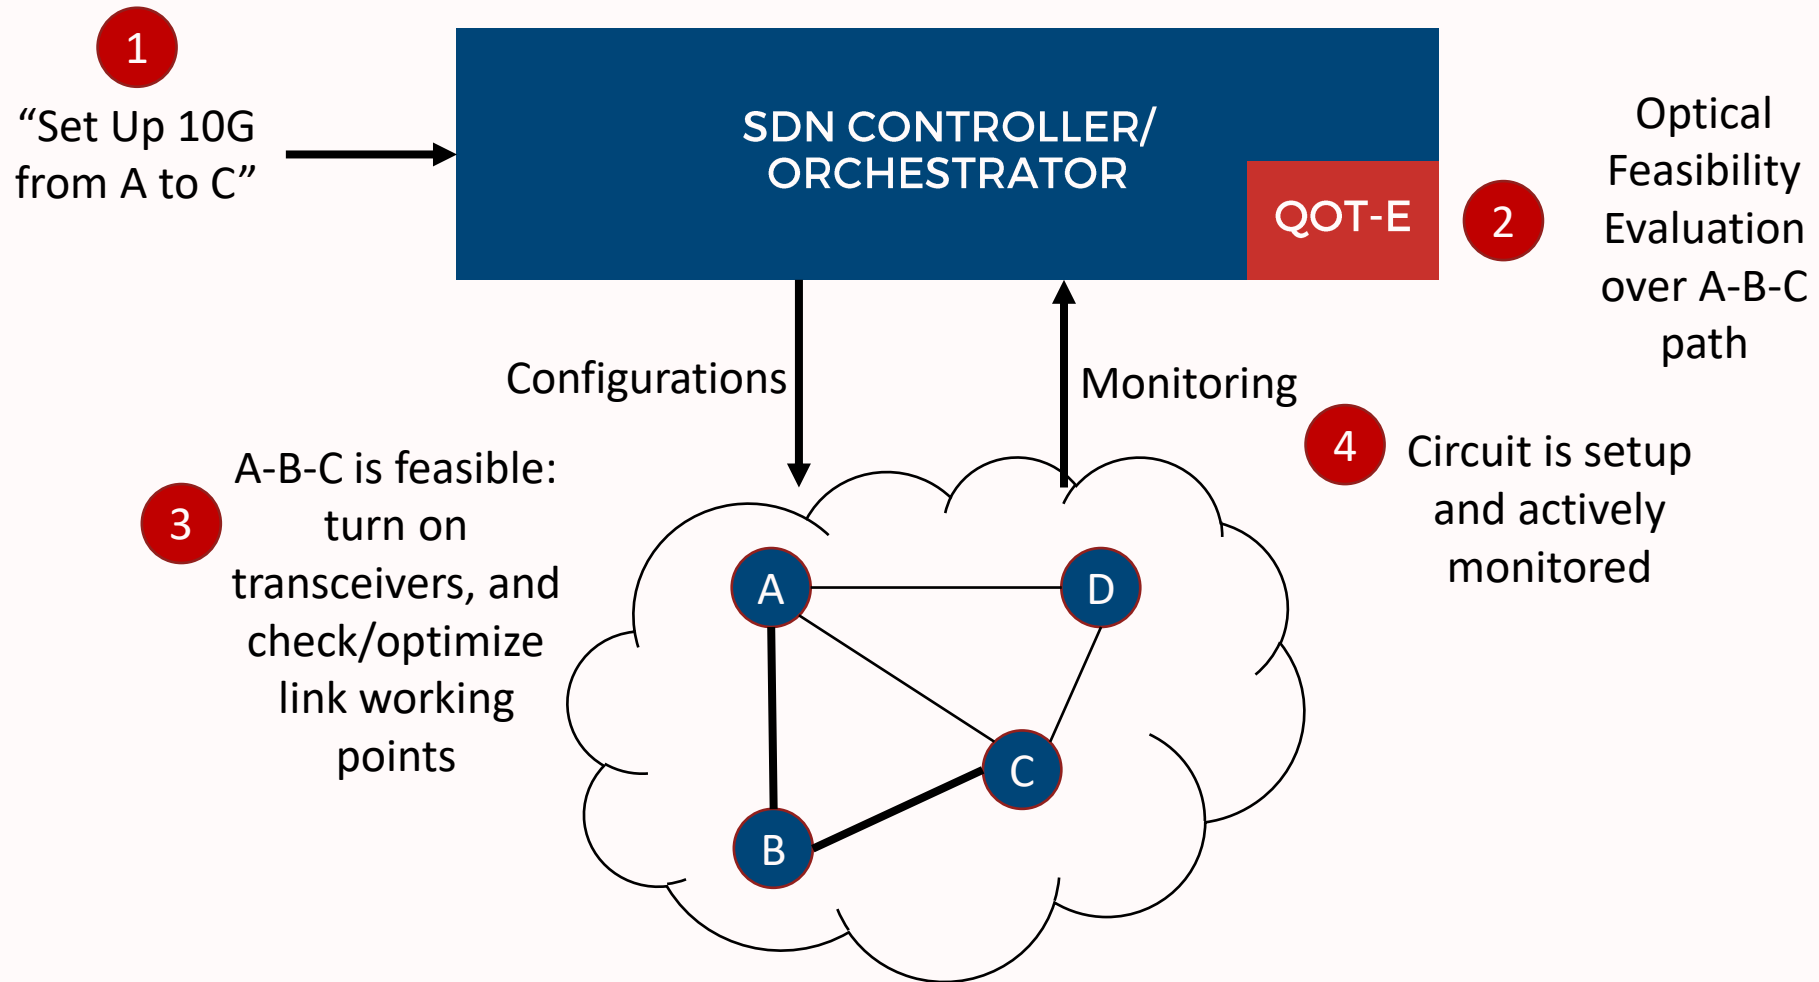 1
“Set Up 10G
from A to C”
SDN CONTROLLER/
ORCHESTRATOR
QOT-E
2
Optical
Feasibility
Evaluation
over A-B-C
path
Configurations
Monitoring
3
A-B-C is feasible:
turn on
transceivers, and
check/optimize
link working
points
4
Circuit is setup
and actively
monitored
A
D
C
B